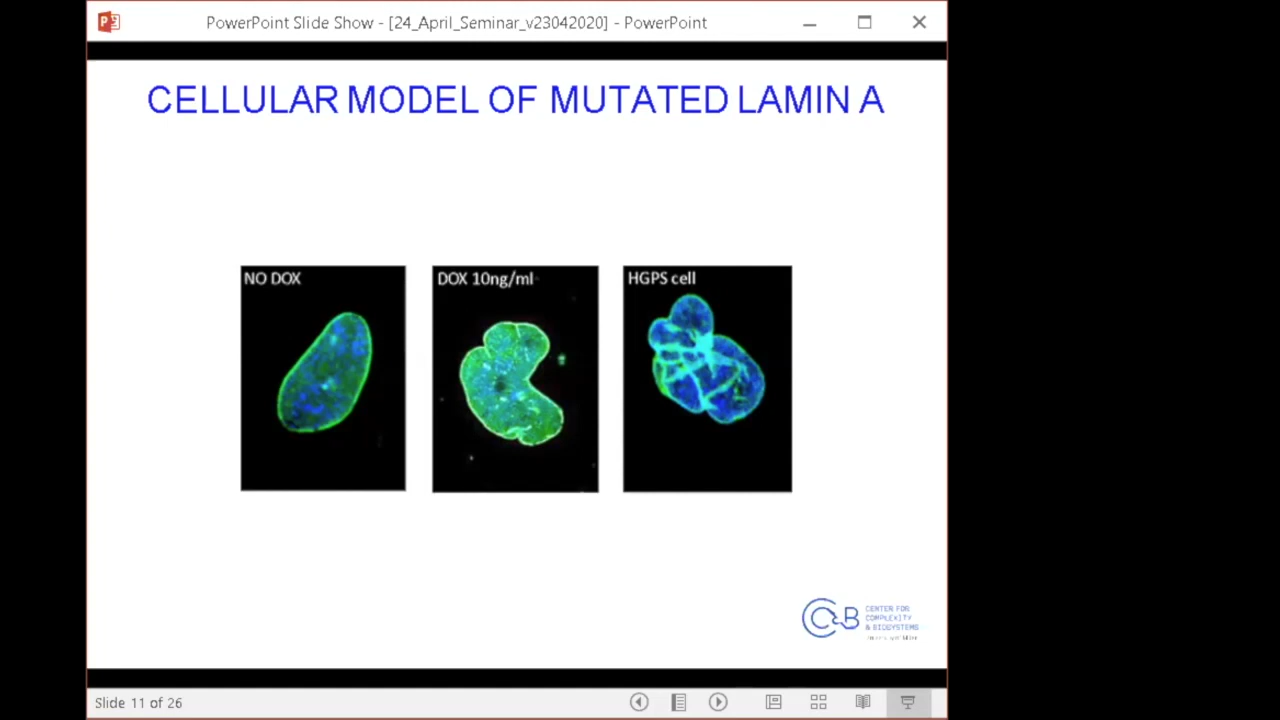 PowerPoint Slide Show - [24_April_Seminar_v23042020] - PowerPoint
CELLULAR MODEL OF MUTATED LAMIN A
NO DOX
DOX 10ng/ml
HGPS cell
CENTER FOR
COMPLEXITY
& BIOSYSTEMS
Slide 11 of 26